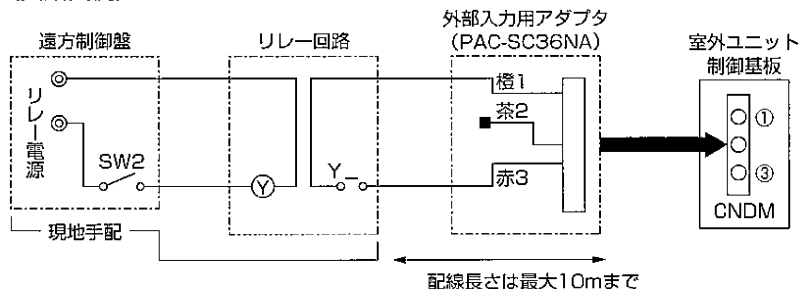 外部入力用アダプタ
(PAC-SC36NA)
遠方制御盤
リレー回路
室外ユニット
制御基板
リレー電源
SW2
Y
Y
橙1
茶2
赤3
①
③
CNDM
現地手配
配線長さは最大10mまで